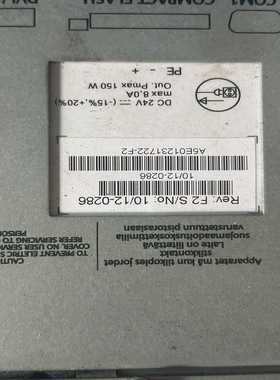 Apparatet må kun tilkoples jordet
stikkontakt
Laite on liitettävä
suojamaadoituskoskettimilla
varustettuun pistorasiaan
TO PREVENT ELECTRIC
COVER. NO USER
REFER SERVICING TO
Rev: F2 S/No: 10/12-0286
10/12-0286
A5E01231722-F2
DC 24V ⎓ (-15%,+20%)
max 8,0A
Out. Pmax 150 W
PE - +
COM1
COMPACT FLASH